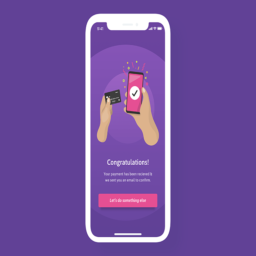 9:41
Congratulations!
Your payment has been received &
we sent you an email to confirm.
Let's do something else